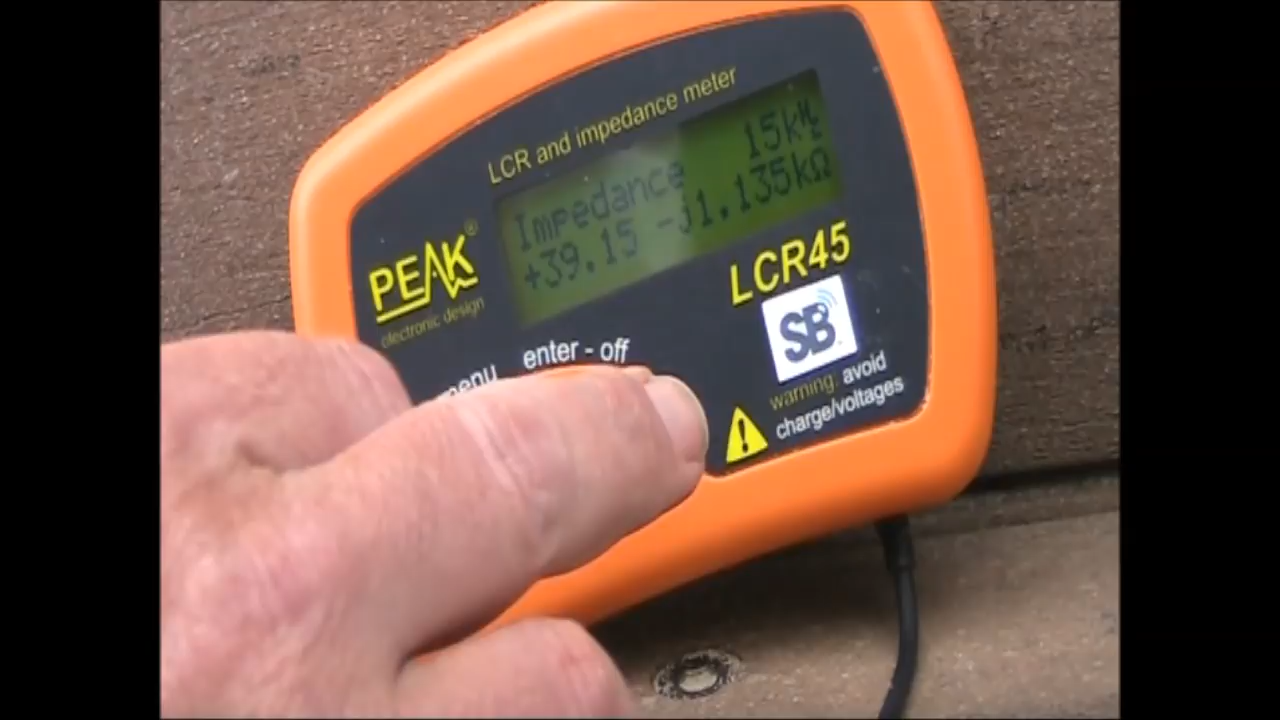 LCR and impedance meter
Impedance 15kHz
+39.15 -j1.135kΩ
PEAK®
electronic design
LCR45
SB
enter - off
menu
warning: avoid
charge/voltages